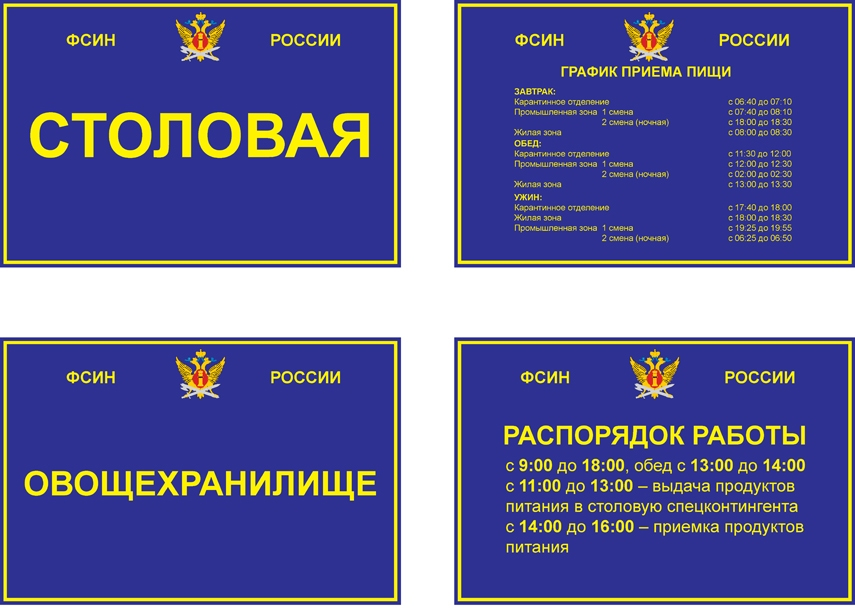 ФСИН РОССИИ
СТОЛОВАЯ
ФСИН РОССИИ
ГРАФИК ПРИЕМА ПИЩИ
ЗАВТРАК:
Карантинное отделение с 06:40 до 07:10
Промышленная зона 1 смена с 07:40 до 08:10
2 смена (ночная) с 18:00 до 18:30
Жилая зона с 08:00 до 08:30
ОБЕД:
Карантинное отделение с 11:30 до 12:00
Промышленная зона 1 смена с 12:00 до 12:30
2 смена (ночная) с 02:00 до 02:30
Жилая зона с 13:00 до 13:30
УЖИН:
Карантинное отделение с 17:40 до 18:00
Жилая зона с 18:00 до 18:30
Промышленная зона 1 смена с 19:25 до 19:55
2 смена (ночная) с 06:25 до 06:50
ФСИН РОССИИ
ОВОЩЕХРАНИЛИЩЕ
ФСИН РОССИИ
РАСПОРЯДОК РАБОТЫ
с 9:00 до 18:00, обед с 13:00 до 14:00
с 11:00 до 13:00 – выдача продуктов
питания в столовую спецконтингента
с 14:00 до 16:00 – приемка продуктов
питания